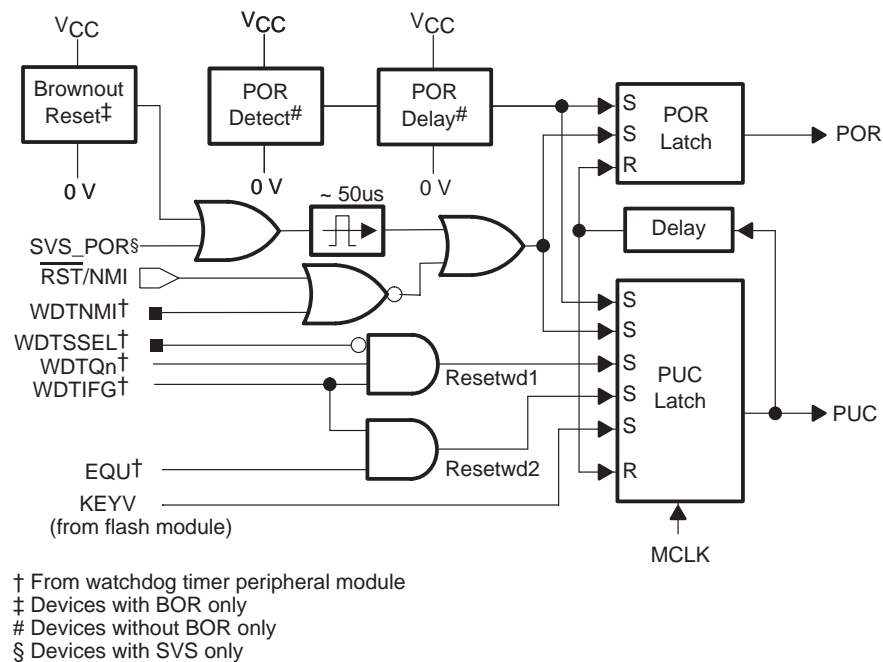 VCC VCC VCC
Brownout Reset‡
POR Detect#
POR Delay#
0 V 0 V 0 V
S
S
R
POR Latch
POR
~ 50us
Delay
SVS_POR§
R̅S̅T̅/NMI
WDTNMI†
WDTSSEL†
WDTQn†
WDTIFG†
Resetwd1
Resetwd2
EQU†
KEYV
(from flash module)
S
S
S
S
S
R
PUC Latch
PUC
MCLK
† From watchdog timer peripheral module
‡ Devices with BOR only
# Devices without BOR only
§ Devices with SVS only